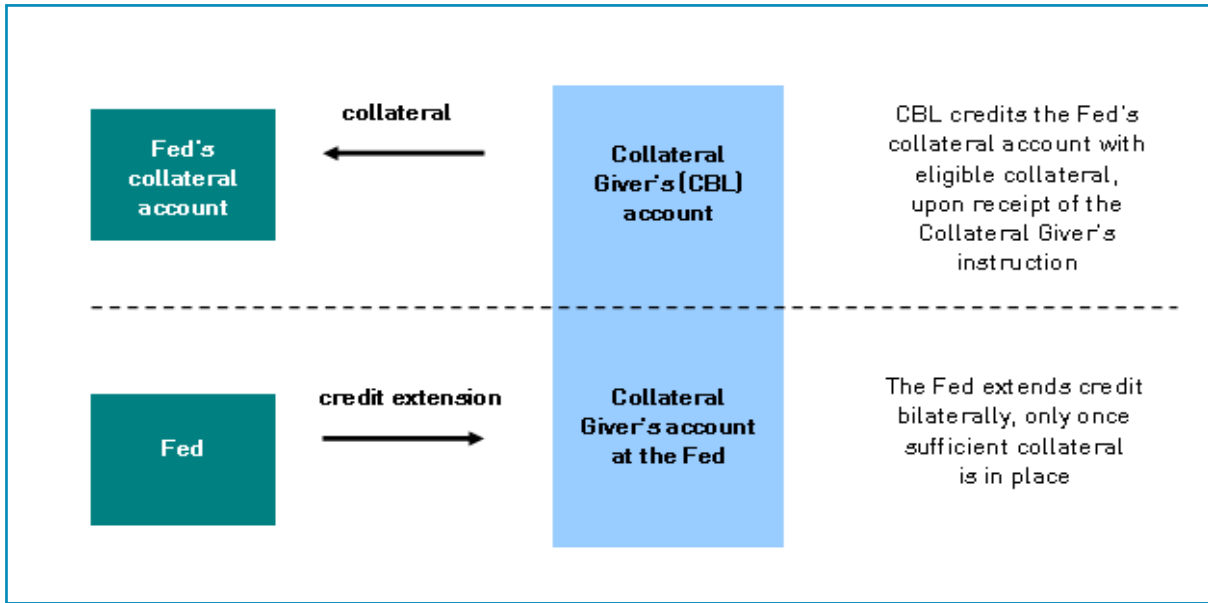 Fed's
collateral
account
collateral
Collateral
Giver's (CBL)
account
CBL credits the Fed's
collateral account with
eligible collateral,
upon receipt of the
Collateral Giver's
instruction
Fed
credit extension
Collateral
Giver's account
at the Fed
The Fed extends credit
bilaterally, only once
sufficient collateral
is in place